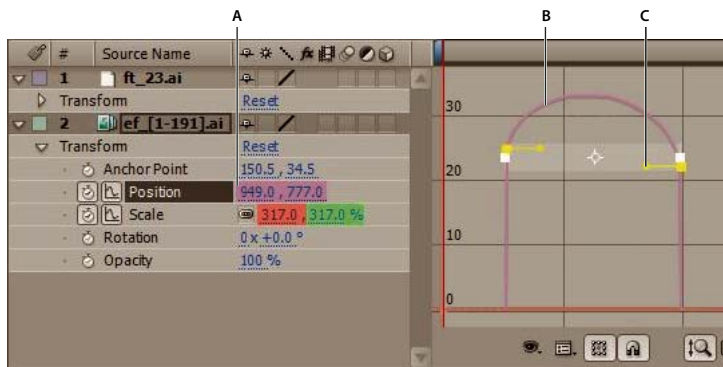 A B C
# Source Name fx
1 ft_23.ai
Transform Reset
2 ef_[1-191].ai
Transform Reset
Anchor Point 150.5, 34.5
Position 949.0, 777.0
Scale 317.0, 317.0 %
Rotation 0 x +0.0 °
Opacity 100 %
30
20
10
0